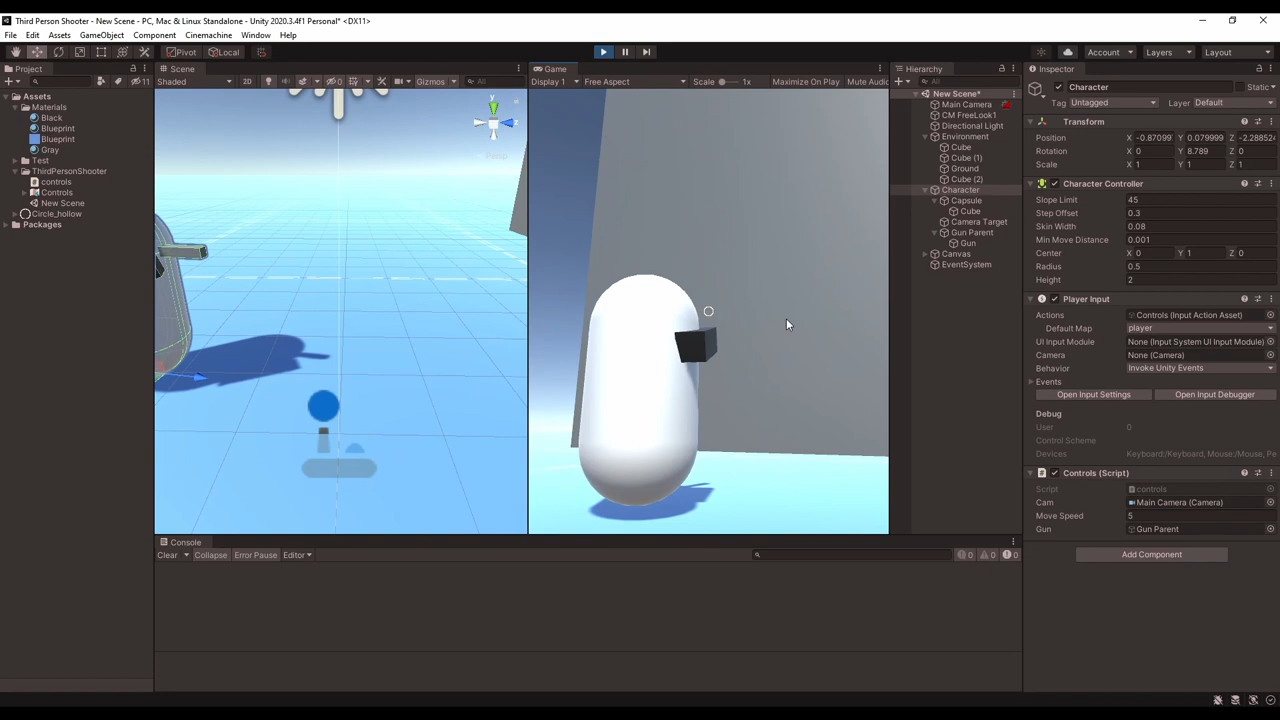 Third Person Shooter - New Scene - PC, Mac & Linux Standalone - Unity 2020.3.4f1 Personal* <DX11>
File Edit Assets GameObject Component Cinemachine Window Help
Pivot Local Account Layers Layout
Project
11
Assets
Materials
Black
Blueprint
Blueprint
Gray
Test
ThirdPersonShooter
controls
Controls
New Scene
Circle_hollow
Packages
Scene
Shaded 2D 0 Gizmos All
y
Persp
Game
Display 1 Free Aspect Scale 1x Maximize On Play Mute Audio
Hierarchy
All
New Scene*
Main Camera
CM FreeLook1
Directional Light
Environment
Cube
Cube (1)
Ground
Cube (2)
Character
Capsule
Cube
Camera Target
Gun Parent
Gun
Canvas
EventSystem
Inspector
Character Static
Tag Untagged Layer Default
Transform
Position X -0.87099 Y 0.079999 Z -2.288524
Rotation X 0 Y 8.789 Z 0
Scale X 1 Y 1 Z 1
Character Controller
Slope Limit 45
Step Offset 0.3
Skin Width 0.08
Min Move Distance 0.001
Center X 0 Y 1 Z 0
Radius 0.5
Height 2
Player Input
Actions Controls (Input Action Asset)
Default Map player
UI Input Module None (Input System UI Input Module)
Camera None (Camera)
Behavior Invoke Unity Events
Events
Open Input Settings Open Input Debugger
Debug
User 0
Control Scheme
Devices Keyboard:/Keyboard, Mouse:/Mouse, Pe
Controls (Script)
Script controls
Cam Main Camera (Camera)
Move Speed 5
Gun Gun Parent
Add Component
Console
Clear Collapse Error Pause Editor 0 0 0